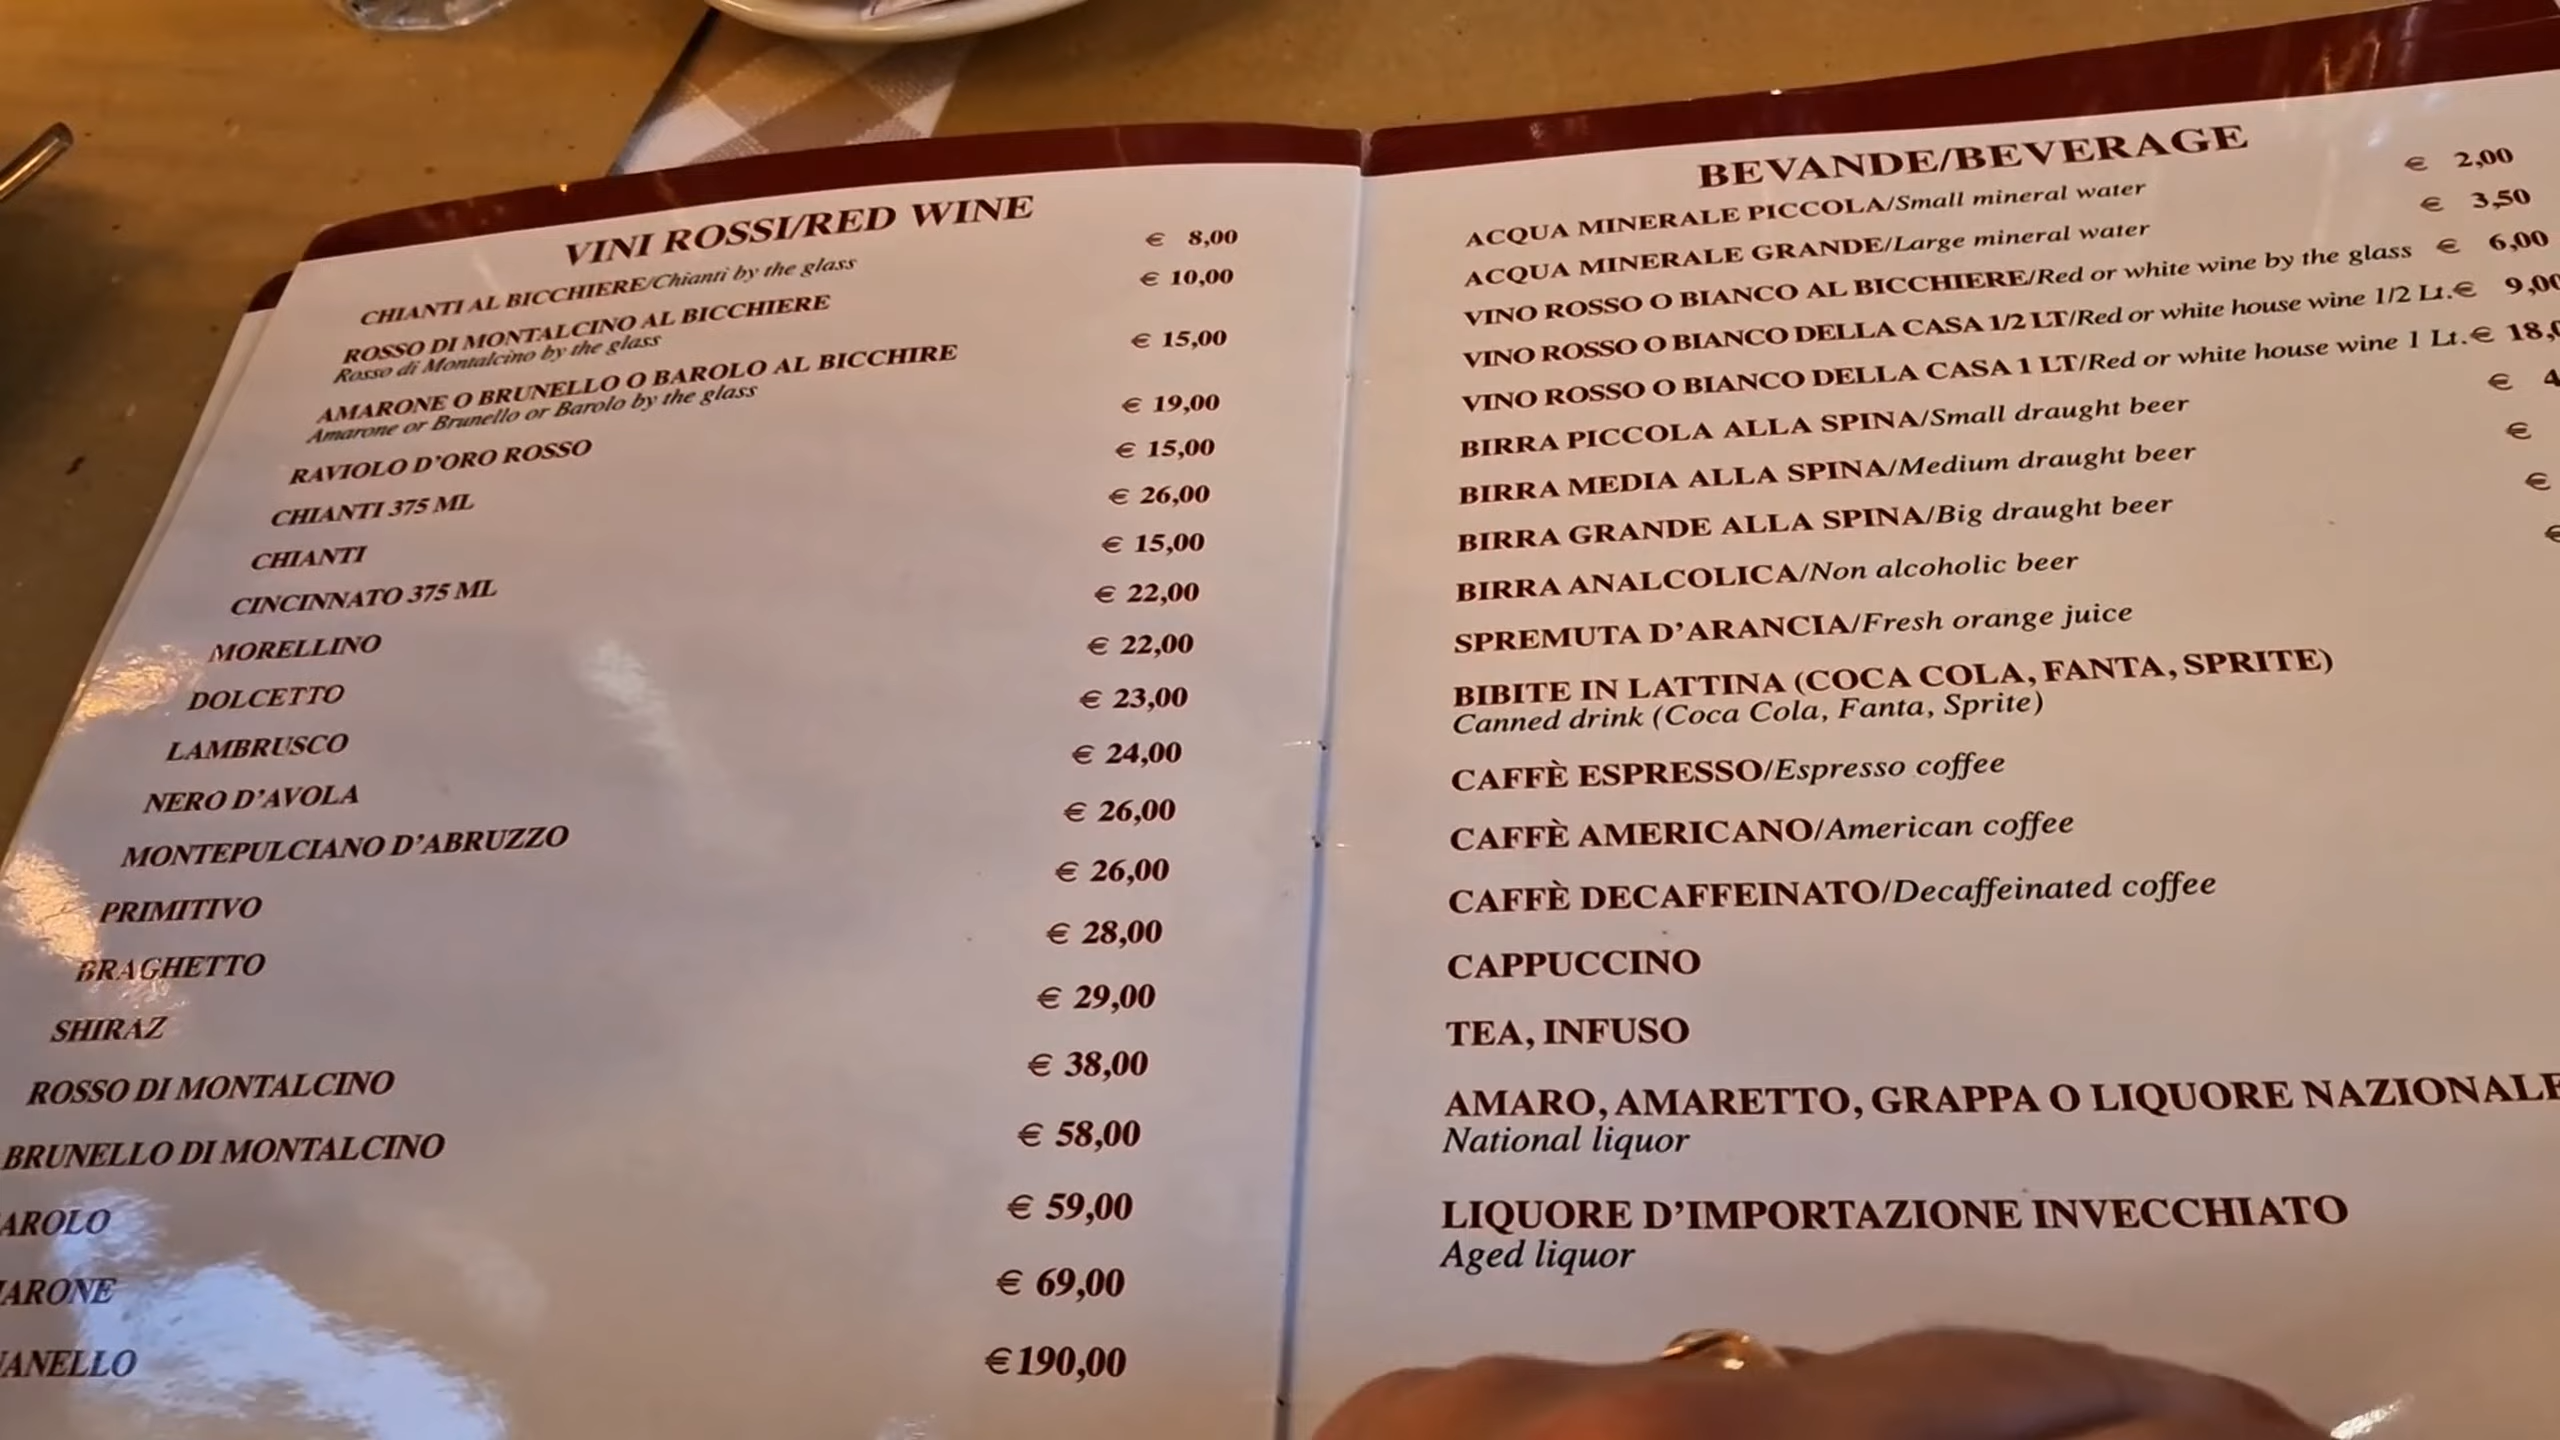 VINI ROSSI/RED WINE
CHIANTI AL BICCHIERE/Chianti by the glass € 8,00
ROSSO DI MONTALCINO AL BICCHIERE € 10,00
Rosso di Montalcino by the glass
AMARONE O BRUNELLO O BAROLO AL BICCHIRE € 15,00
Amarone or Brunello or Barolo by the glass
RAVIOLO D'ORO ROSSO € 19,00
CHIANTI 375 ML € 15,00
CHIANTI € 26,00
CINCINNATO 375 ML € 15,00
MORELLINO € 22,00
DOLCETTO € 22,00
LAMBRUSCO € 23,00
NERO D'AVOLA € 24,00
MONTEPULCIANO D'ABRUZZO € 26,00
PRIMITIVO € 26,00
BRAGHETTO € 28,00
SHIRAZ € 29,00
ROSSO DI MONTALCINO € 38,00
BRUNELLO DI MONTALCINO € 58,00
AROLO € 59,00
ARONE € 69,00
ANELLO €190,00
BEVANDE/BEVERAGE
ACQUA MINERALE PICCOLA/Small mineral water € 2,00
ACQUA MINERALE GRANDE/Large mineral water € 3,50
VINO ROSSO O BIANCO AL BICCHIERE/Red or white wine by the glass € 6,00
VINO ROSSO O BIANCO DELLA CASA 1/2 LT/Red or white house wine 1/2 Lt.€ 9,00
VINO ROSSO O BIANCO DELLA CASA 1 LT/Red or white house wine 1 Lt.€ 18,
BIRRA PICCOLA ALLA SPINA/Small draught beer € 4
BIRRA MEDIA ALLA SPINA/Medium draught beer €
BIRRA GRANDE ALLA SPINA/Big draught beer €
BIRRA ANALCOLICA/Non alcoholic beer €
SPREMUTA D'ARANCIA/Fresh orange juice
BIBITE IN LATTINA (COCA COLA, FANTA, SPRITE)
Canned drink (Coca Cola, Fanta, Sprite)
CAFFÈ ESPRESSO/Espresso coffee
CAFFÈ AMERICANO/American coffee
CAFFÈ DECAFFEINATO/Decaffeinated coffee
CAPPUCCINO
TEA, INFUSO
AMARO, AMARETTO, GRAPPA O LIQUORE NAZIONALE
National liquor
LIQUORE D'IMPORTAZIONE INVECCHIATO
Aged liquor